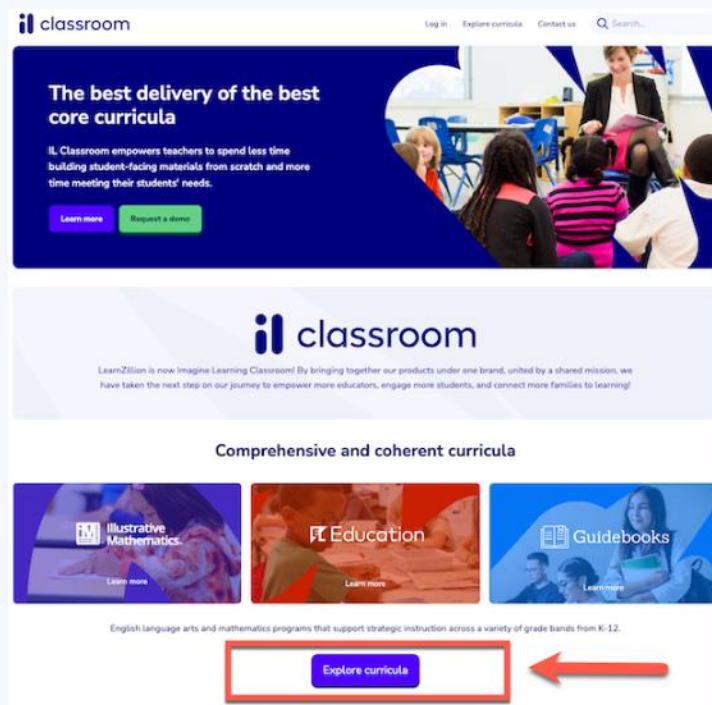 il classroom
Log in Explore curricula Contact us Search...
The best delivery of the best
core curricula
IL Classroom empowers teachers to spend less time
building student-facing materials from scratch and more
time meeting their students' needs.
Learn more Request a demo
il classroom
LearnZillion is now Imagine Learning Classroom! By bringing together our products under one brand, united by a shared mission, we
have taken the next step on our journey to empower more educators, engage more students, and connect more families to learning!
Comprehensive and coherent curricula
IM Illustrative
Mathematics
Education
Guidebooks
Learn more Learn more Learn more
English language arts and mathematics programs that support strategic instruction across a variety of grade bands from K-12.
Explore curricula